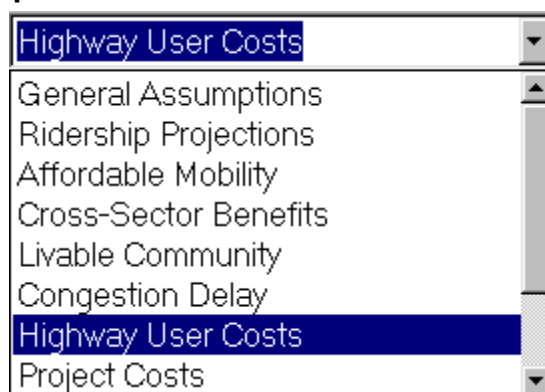 Highway User Costs
General Assumptions
Ridership Projections
Affordable Mobility
Cross-Sector Benefits
Livable Community
Congestion Delay
Highway User Costs
Project Costs